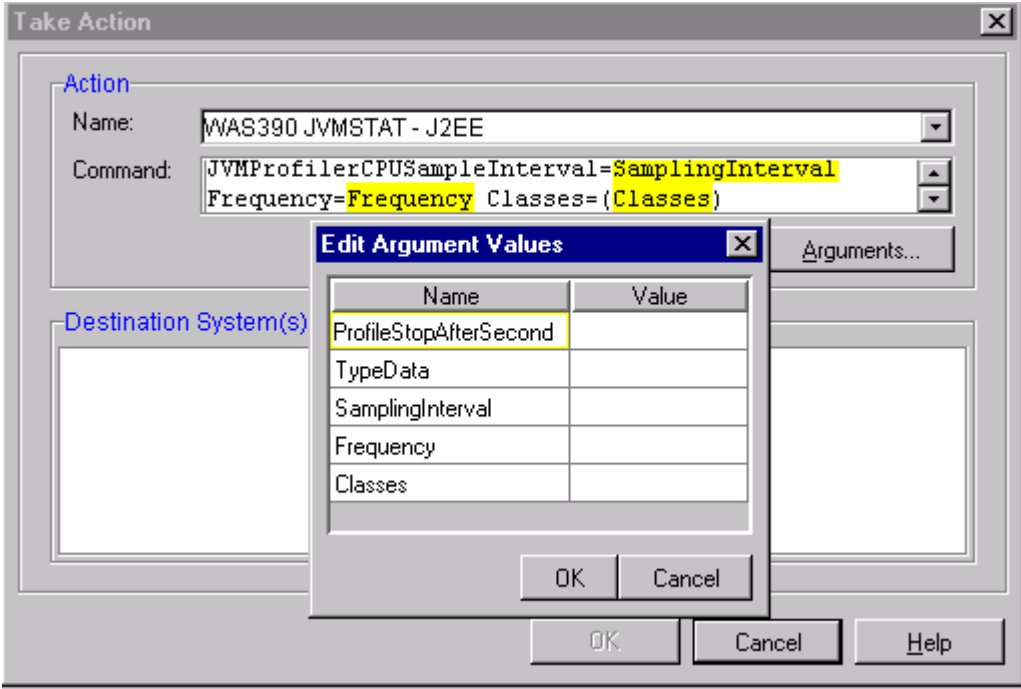 Take Action
Action
Name: WAS390 JVMSTAT - J2EE
Command: JVMProfilerCPUSampleInterval=SamplingInterval
Frequency=Frequency Classes=(Classes)
Edit Argument Values
Arguments...
Name Value
Destination System(s)
ProfileStopAfterSecond
TypeData
SamplingInterval
Frequency
Classes
OK Cancel
OK Cancel Help